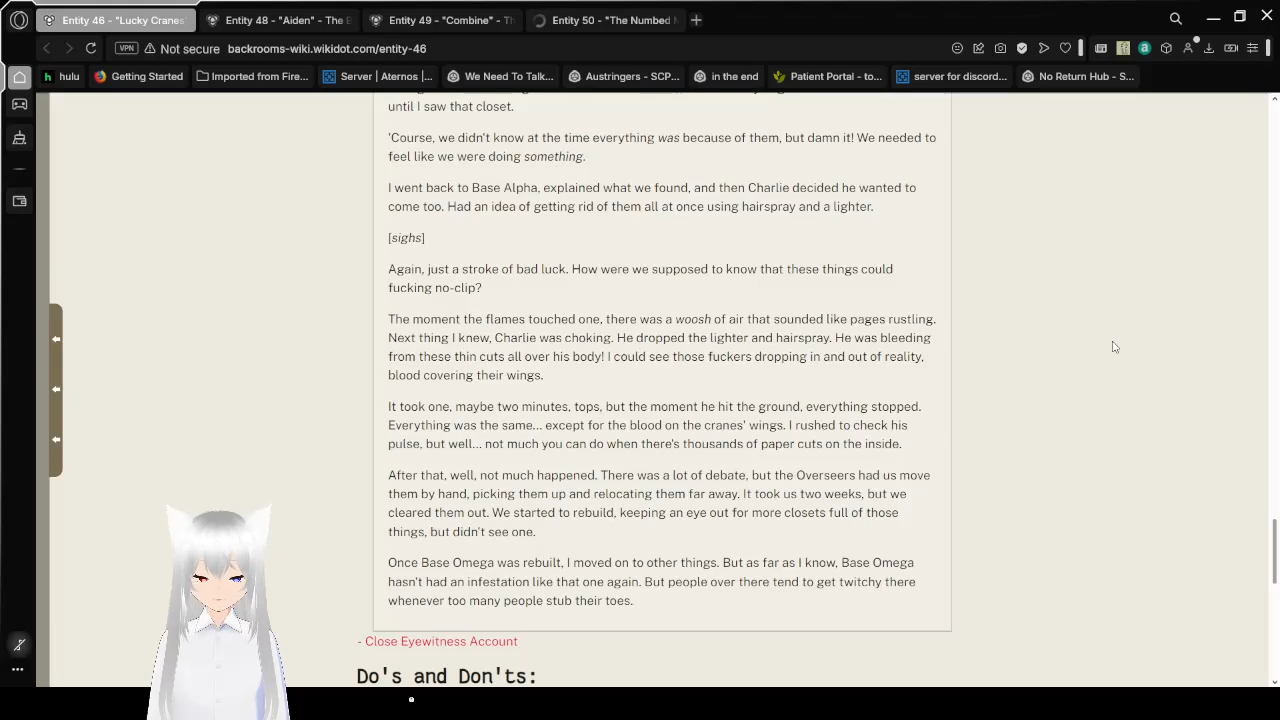 Entity 46 - "Lucky Cranes"
Entity 48 - "Aiden" - The B
Entity 49 - "Combine" - Th
Entity 50 - "The Numbed M
VPN Not secure backrooms-wiki.wikidot.com/entity-46
hulu Getting Started Imported from Fire... Server | Aternos |... We Need To Talk... Austringers - SCP... in the end Patient Portal - to... server for discord... No Return Hub - S...
until I saw that closet.
'Course, we didn't know at the time everything was because of them, but damn it! We needed to
feel like we were doing something.
I went back to Base Alpha, explained what we found, and then Charlie decided he wanted to
come too. Had an idea of getting rid of them all at once using hairspray and a lighter.
[sighs]
Again, just a stroke of bad luck. How were we supposed to know that these things could
fucking no-clip?
The moment the flames touched one, there was a woosh of air that sounded like pages rustling.
Next thing I knew, Charlie was choking. He dropped the lighter and hairspray. He was bleeding
from these thin cuts all over his body! I could see those fuckers dropping in and out of reality,
blood covering their wings.
It took one, maybe two minutes, tops, but the moment he hit the ground, everything stopped.
Everything was the same... except for the blood on the cranes' wings. I rushed to check his
pulse, but well... not much you can do when there's thousands of paper cuts on the inside.
After that, well, not much happened. There was a lot of debate, but the Overseers had us move
them by hand, picking them up and relocating them far away. It took us two weeks, but we
cleared them out. We started to rebuild, keeping an eye out for more closets full of those
things, but didn't see one.
Once Base Omega was rebuilt, I moved on to other things. But as far as I know, Base Omega
hasn't had an infestation like that one again. But people over there tend to get twitchy there
whenever too many people stub their toes.
- Close Eyewitness Account
Do's and Don'ts: